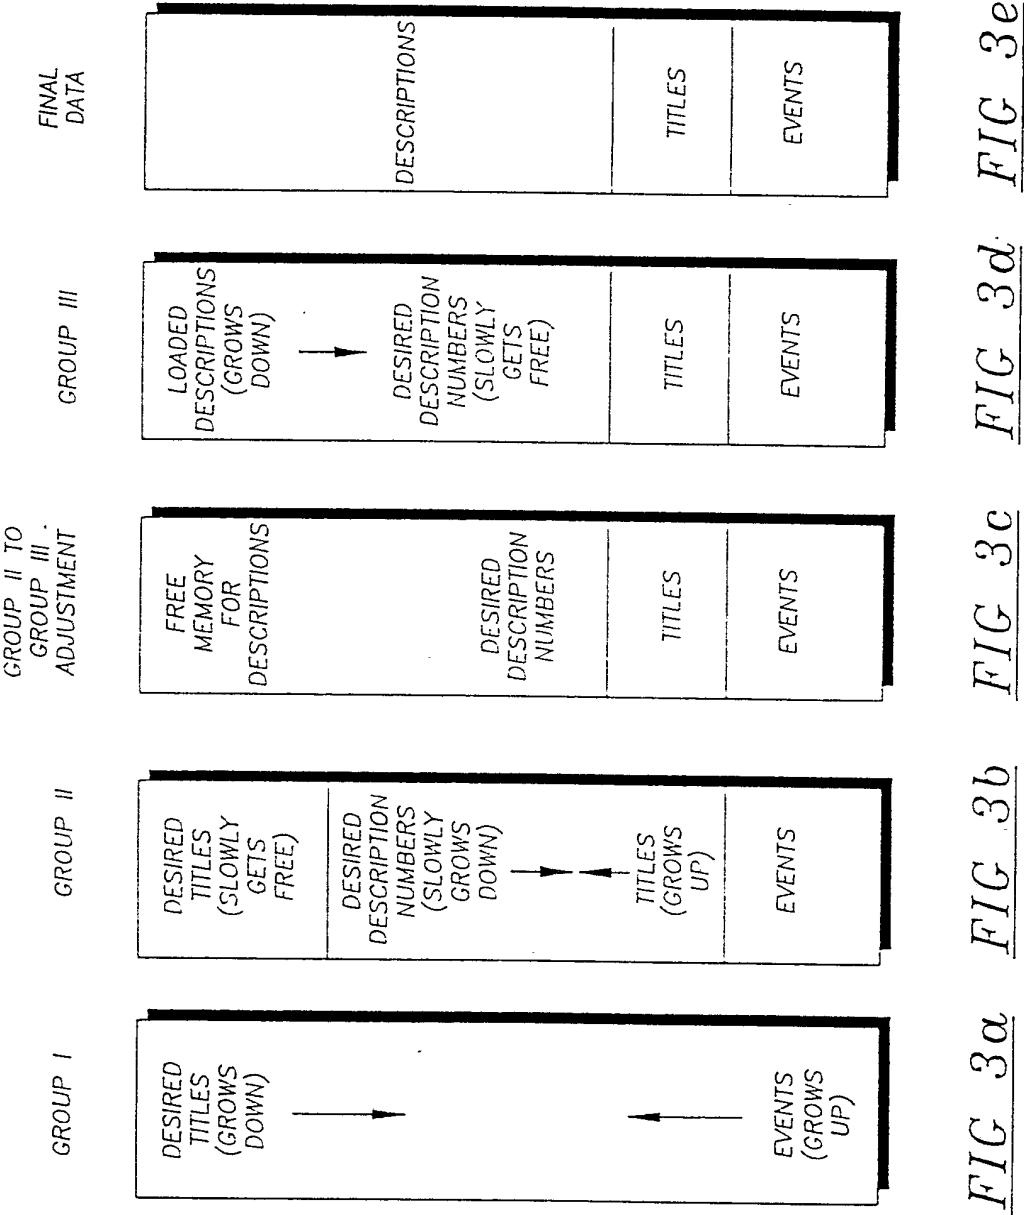 GROUP I
DESIRED
TITLES
(GROWS
DOWN)
EVENTS
(GROWS
UP)
FIG 3a
GROUP II
DESIRED
TITLES
(SLOWLY
GETS
FREE)
DESIRED
DESCRIPTION
NUMBERS
(SLOWLY
GROWS
DOWN)
TITLES
(GROWS
UP)
EVENTS
FIG 3b
GROUP II TO
GROUP III
ADJUSTMENT
FREE
MEMORY
FOR
DESCRIPTIONS
DESIRED
DESCRIPTION
NUMBERS
TITLES
EVENTS
FIG 3c
GROUP III
LOADED
DESCRIPTIONS
(GROWS
DOWN)
DESIRED
DESCRIPTION
NUMBERS
(SLOWLY
GETS
FREE)
TITLES
EVENTS
FIG 3d
FINAL
DATA
DESCRIPTIONS
TITLES
EVENTS
FIG 3e